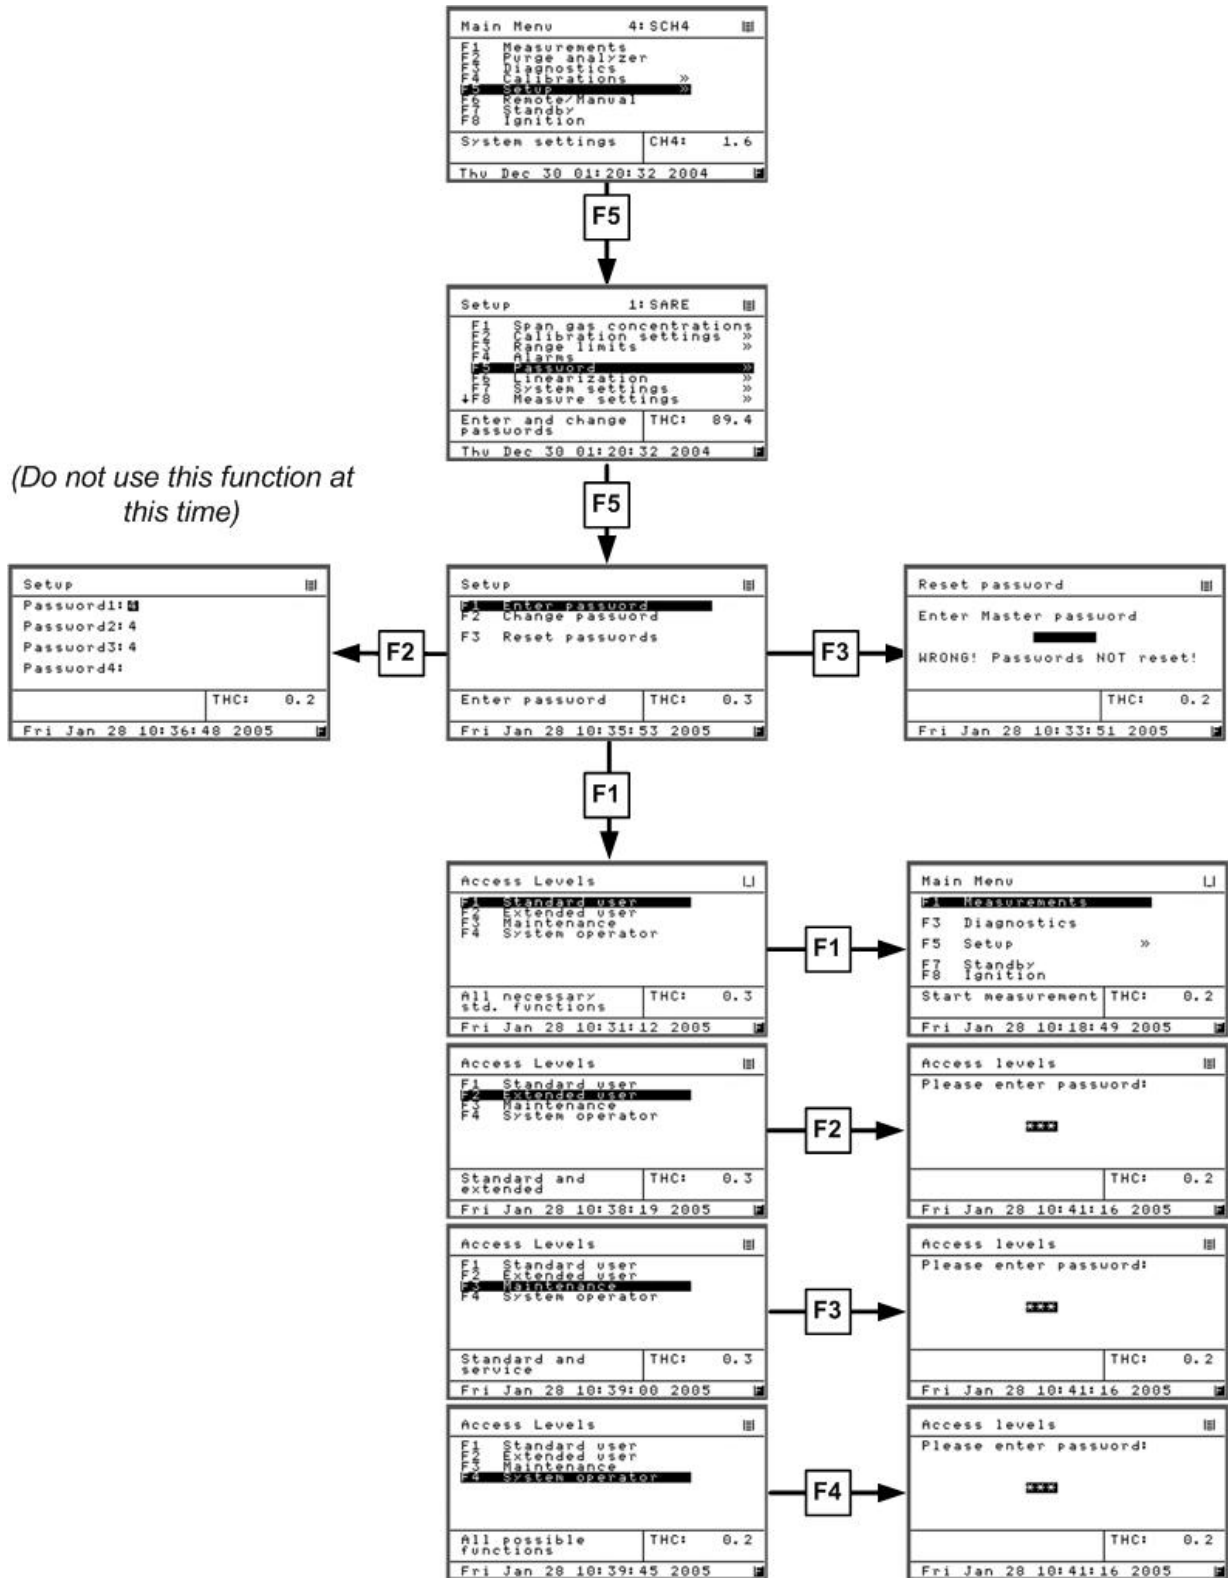 Main Menu 4:SCH4
F1 Measurements
F2 Purge analyzer
F3 Diagnostics
F4 Calibrations »
F5 Setup »
F6 Remote/Manual
F7 Standby
F8 Ignition
System settings CH4: 1.6
Thu Dec 30 01:20:32 2004
F5
Setup 1:SARE
F1 Span gas concentrations
F2 Calibration settings »
F3 Range limits »
F4 Alarms
F5 Password »
F6 Linearization »
F7 System settings »
↓F8 Measure settings »
Enter and change passwords THC: 89.4
Thu Dec 30 01:20:32 2004
(Do not use this function at
this time)
F5
Setup
Password1:4
Password2:4
Password3:4
Password4:
THC: 0.2
Fri Jan 28 10:36:48 2005
F2
Setup
F1 Enter password
F2 Change password
F3 Reset passwords
Enter password THC: 0.3
Fri Jan 28 10:35:53 2005
F3
Reset password
Enter Master password
WRONG! Passwords NOT reset!
THC: 0.2
Fri Jan 28 10:33:51 2005
F1
Access Levels
F1 Standard user
F2 Extended user
F3 Maintenance
F4 System operator
All necessary
std. functions
THC: 0.3
Fri Jan 28 10:31:12 2005
F1
Main Menu
F1 Measurements
F3 Diagnostics
F5 Setup »
F7 Standby
F8 Ignition
Start measurement THC: 0.2
Fri Jan 28 10:18:49 2005
Access Levels
F1 Standard user
F2 Extended user
F3 Maintenance
F4 System operator
Standard and
extended
THC: 0.3
Fri Jan 28 10:38:19 2005
F2
Access levels
Please enter password:
***
THC: 0.2
Fri Jan 28 10:41:16 2005
Access Levels
F1 Standard user
F2 Extended user
F3 Maintenance
F4 System operator
Standard and
service
THC: 0.3
Fri Jan 28 10:39:00 2005
F3
Access levels
Please enter password:
***
THC: 0.2
Fri Jan 28 10:41:16 2005
Access Levels
F1 Standard user
F2 Extended user
F3 Maintenance
F4 System operator
All possible
functions
THC: 0.2
Fri Jan 28 10:39:45 2005
F4
Access levels
Please enter password:
***
THC: 0.2
Fri Jan 28 10:41:16 2005